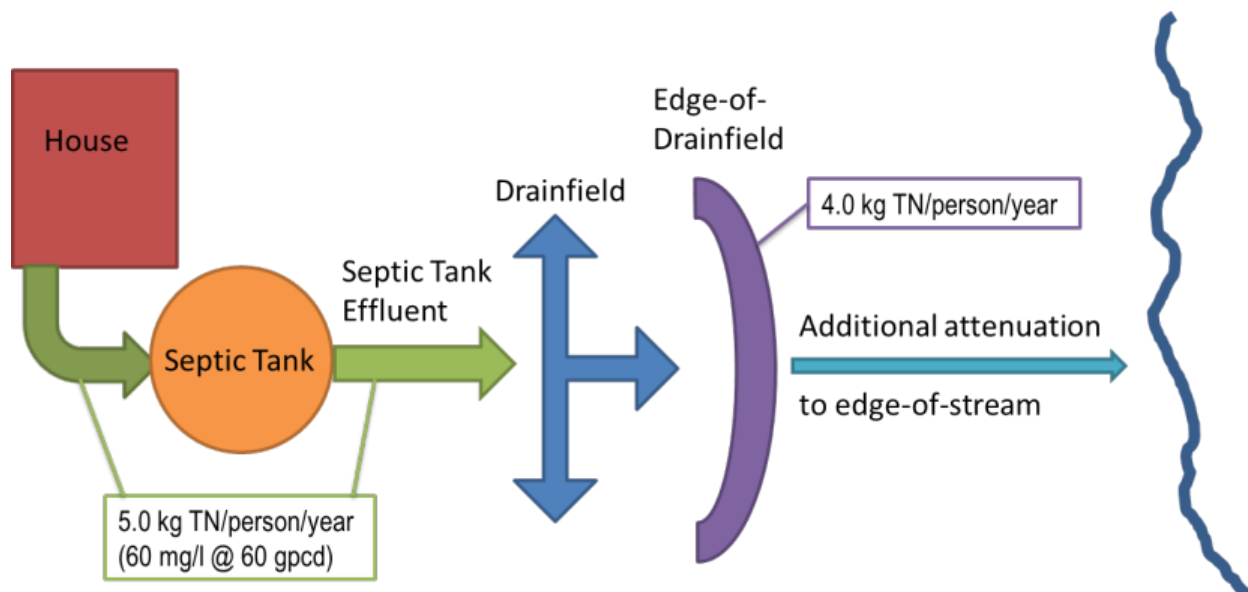 House
Septic Tank
Septic Tank
Effluent
5.0 kg TN/person/year
(60 mg/l @ 60 gpcd)
Drainfield
Edge-of-
Drainfield
4.0 kg TN/person/year
Additional attenuation
to edge-of-stream